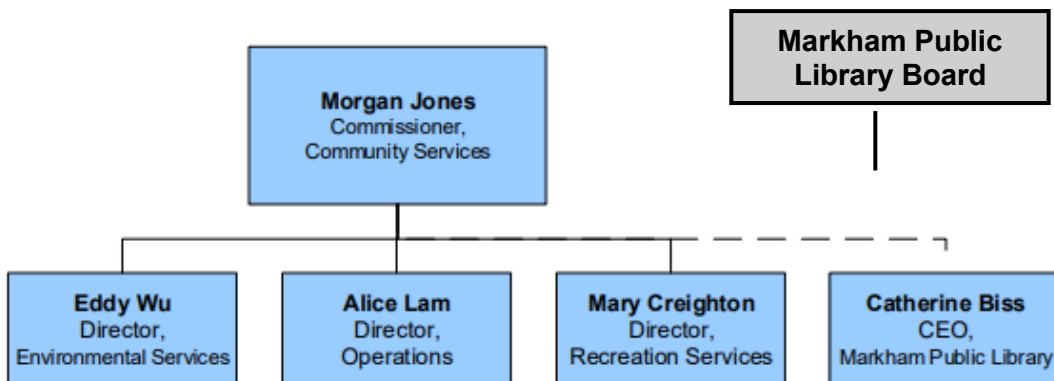 Markham Public
Library Board
Morgan Jones
Commissioner,
Community Services
Eddy Wu
Director,
Environmental Services
Alice Lam
Director,
Operations
Mary Creighton
Director,
Recreation Services
Catherine Biss
CEO,
Markham Public Library